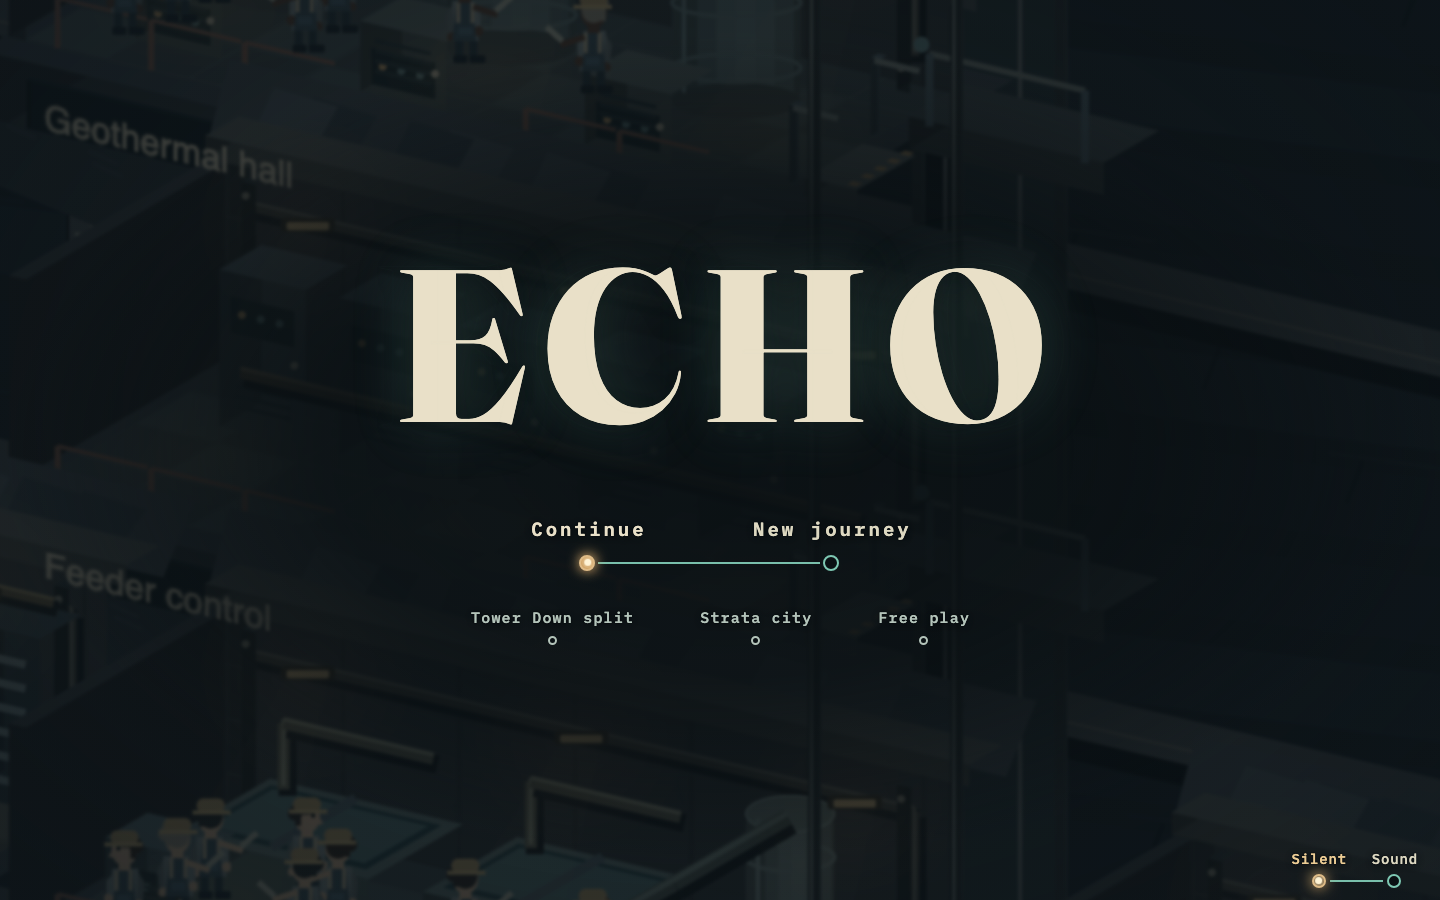 Geothermal hall
ECHO
Continue
New journey
Feeder control
Tower Down split
Strata city
Free play
Silent
Sound